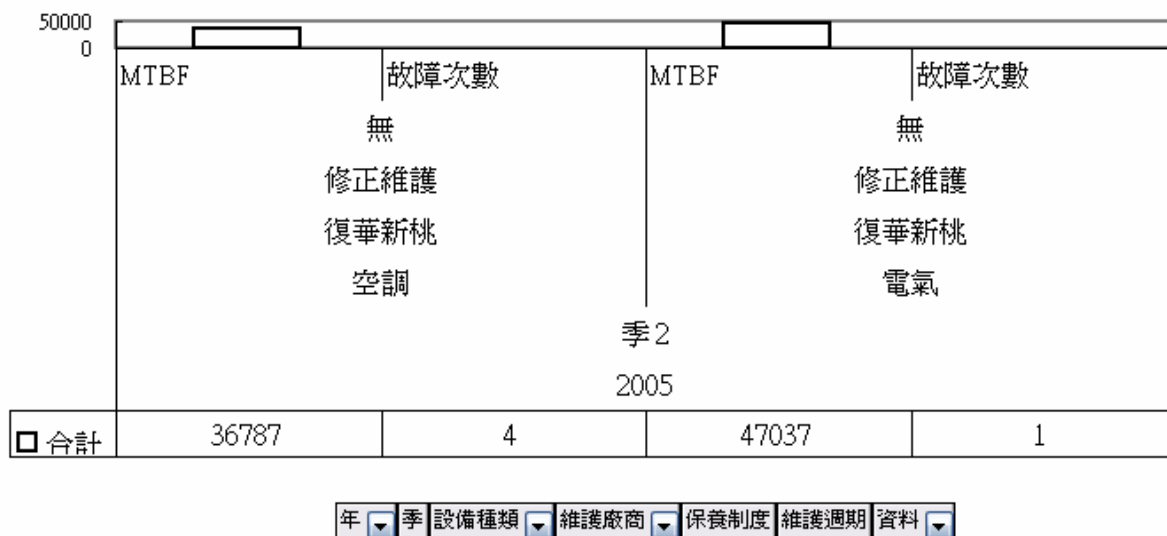 50000
0
MTBF 故障次數 MTBF 故障次數
無 無
修正維護 修正維護
復華新桃 復華新桃
空調 電氣
季2
2005
合計 36787 4 47037 1
年 季 設備種類 維護廠商 保養制度 維護週期 資料